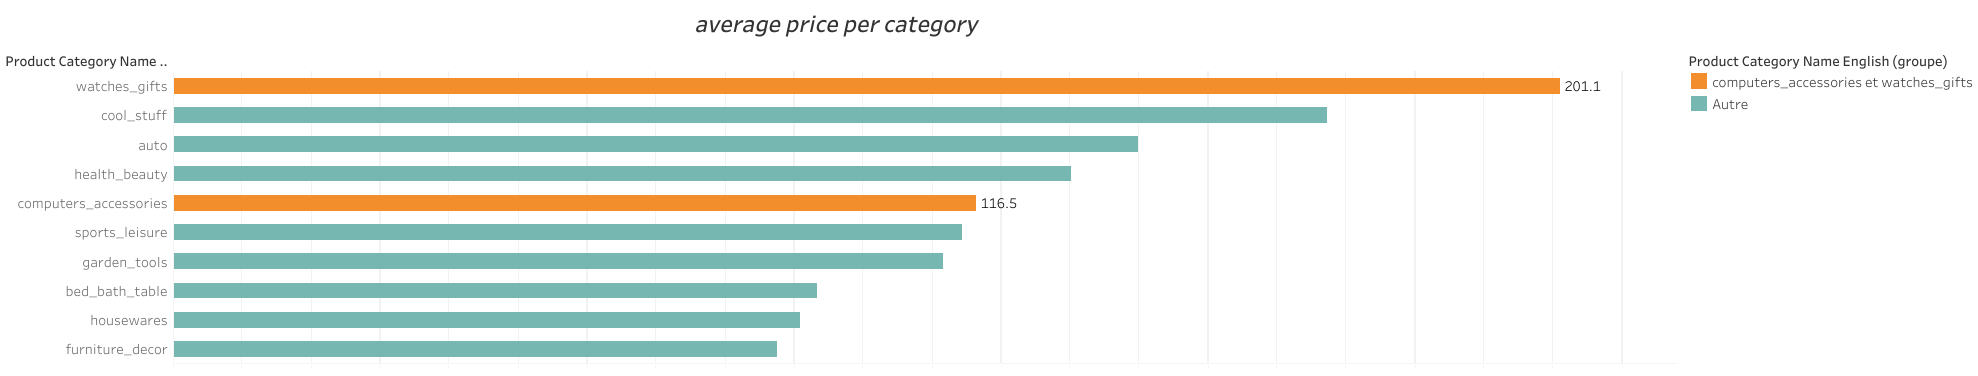 average price per category
Product Category Name ..
watches_gifts 201.1
cool_stuff
auto
health_beauty
computers_accessories 116.5
sports_leisure
garden_tools
bed_bath_table
housewares
furniture_decor
Product Category Name English (groupe)
computers_accessories et watches_gifts
Autre